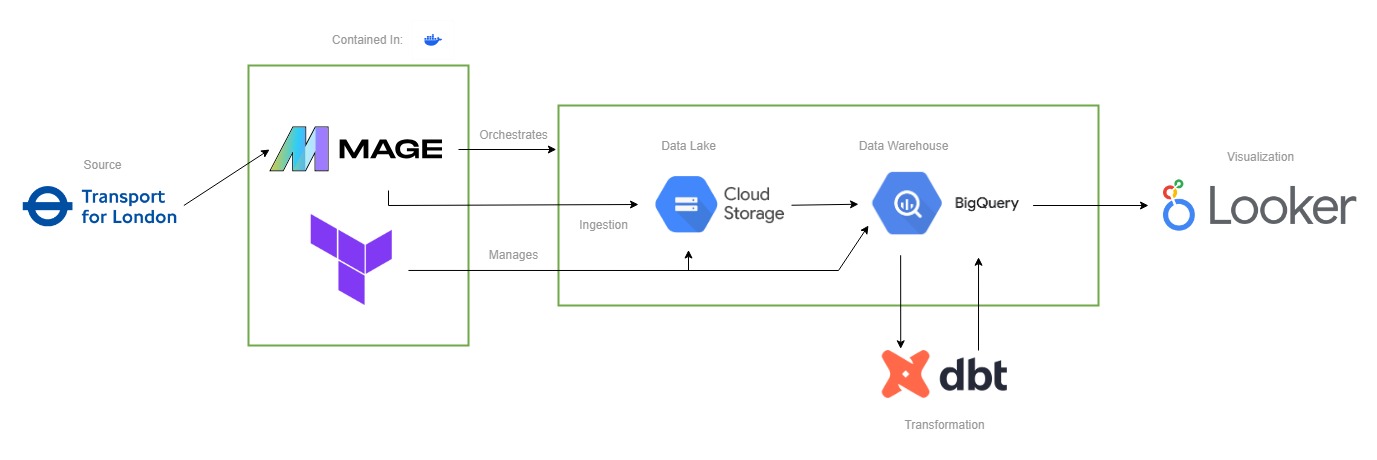 Contained In:
Source
Transport
for London
MAGE
Orchestrates
Ingestion
Manages
Data Lake
Cloud
Storage
Data Warehouse
BigQuery
Visualization
Looker
dbt
Transformation